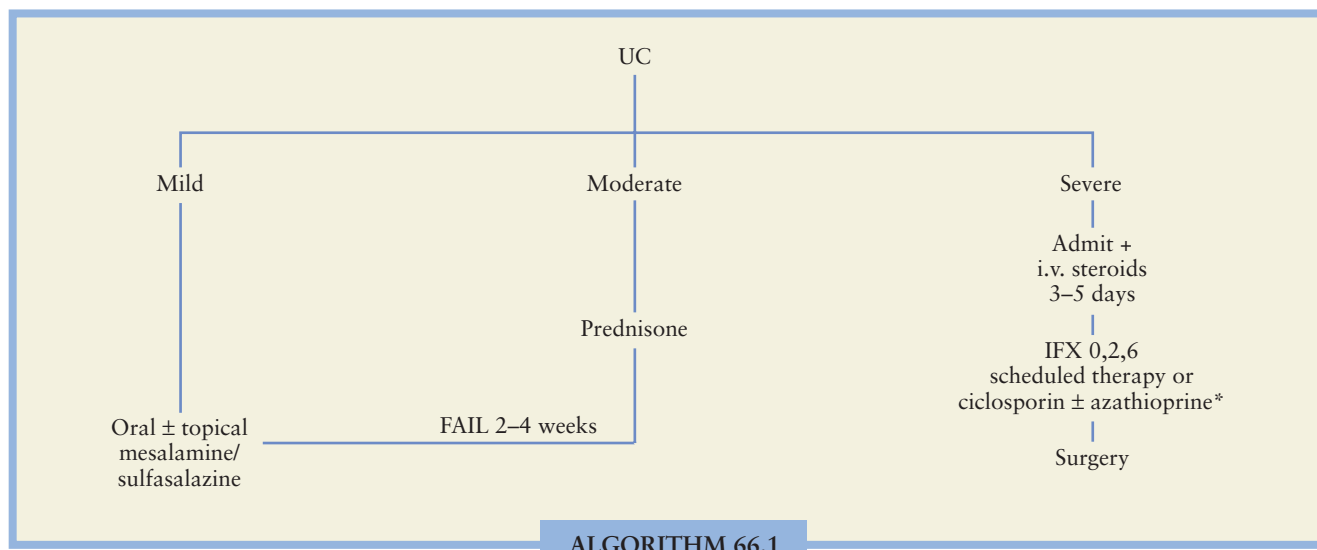 UC
Mild
Moderate
Severe
Admit +
i.v. steroids
3–5 days
Prednisone
IFX 0,2,6
scheduled therapy or
ciclosporin ± azathioprine*
Oral ± topical
mesalamine/
sulfasalazine
FAIL 2–4 weeks
Surgery
ALGORITHM 66.1